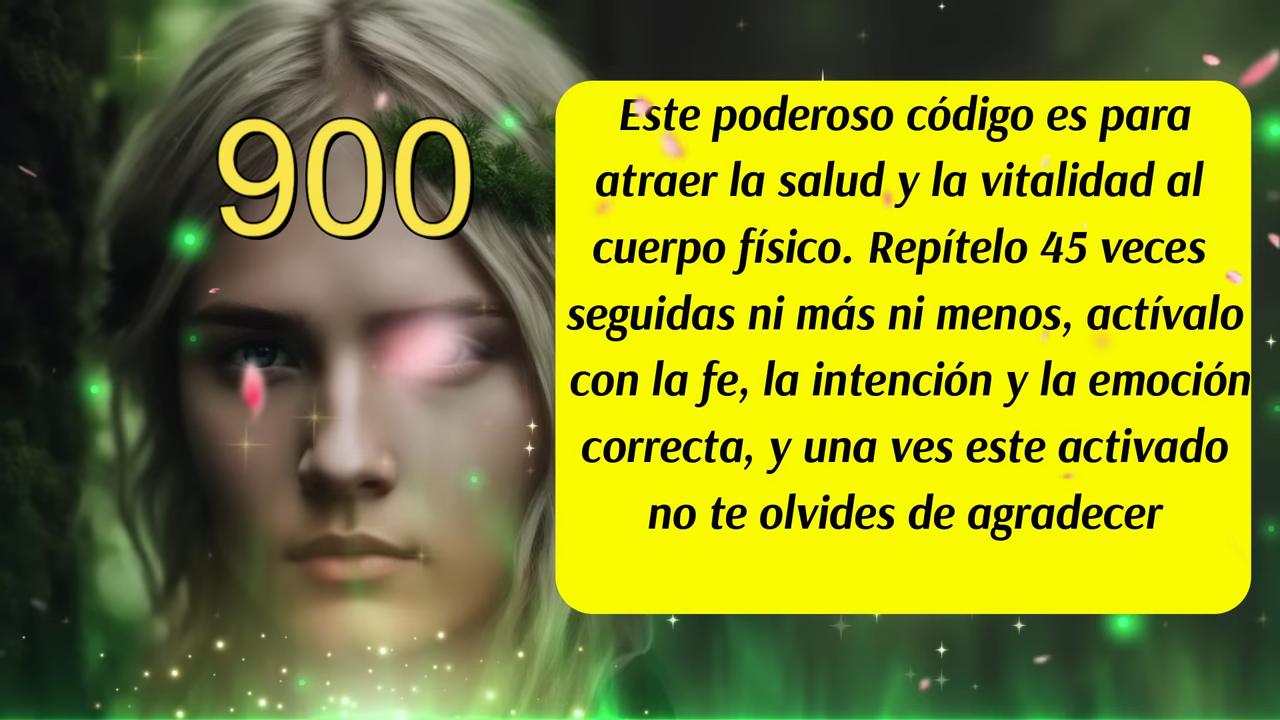 900
Este poderoso código es para
atraer la salud y la vitalidad al
cuerpo físico. Repítelo 45 veces
seguidas ni más ni menos, actívalo
con la fe, la intención y la emoción
correcta, y una ves este activado
no te olvides de agradecer